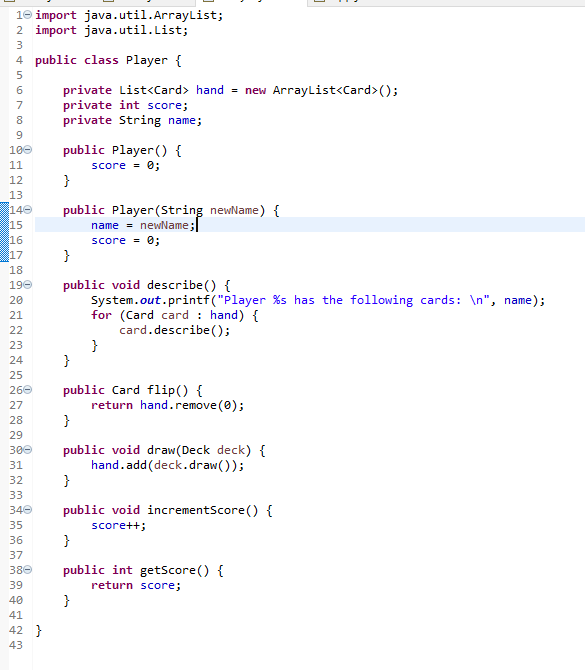 1 import java.util.ArrayList;
2 import java.util.List;
3
4 public class Player {
5
6     private List<Card> hand = new ArrayList<Card>();
7     private int score;
8     private String name;
9
10     public Player() {
11         score = 0;
12     }
13
14     public Player(String newName) {
15         name = newName;
16         score = 0;
17     }
18
19     public void describe() {
20         System.out.printf("Player %s has the following cards: \n", name);
21         for (Card card : hand) {
22             card.describe();
23         }
24     }
25
26     public Card flip() {
27         return hand.remove(0);
28     }
29
30     public void draw(Deck deck) {
31         hand.add(deck.draw());
32     }
33
34     public void incrementScore() {
35         score++;
36     }
37
38     public int getScore() {
39         return score;
40     }
41
42 }
43